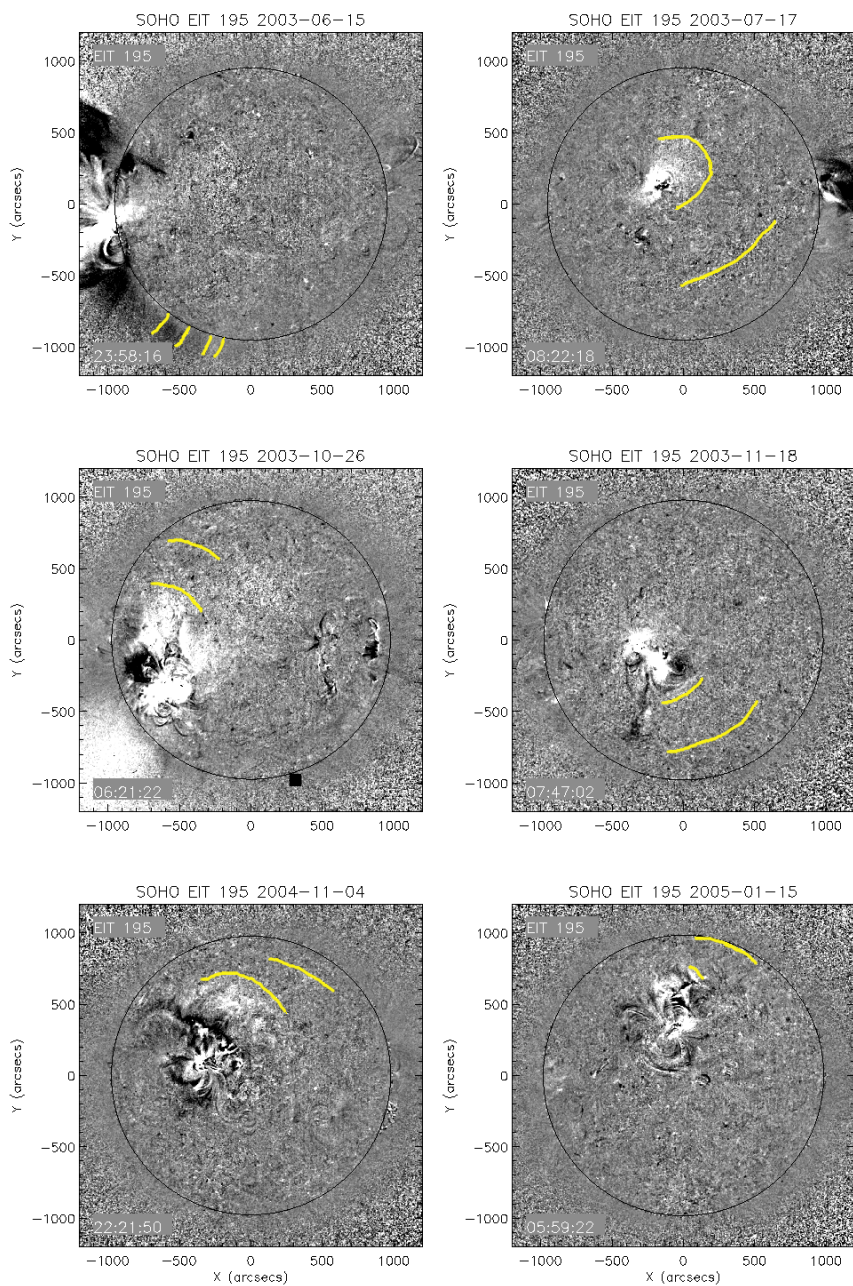 SOHO EIT 195 2003-06-15
EIT 195
1000
500
0
-500
-1000
Y (arcsecs)
23:58:16
-1000 -500 0 500 1000
SOHO EIT 195 2003-07-17
EIT 195
1000
500
0
-500
-1000
Y (arcsecs)
08:22:18
-1000 -500 0 500 1000
SOHO EIT 195 2003-10-26
EIT 195
1000
500
0
-500
-1000
Y (arcsecs)
06:21:22
-1000 -500 0 500 1000
SOHO EIT 195 2003-11-18
EIT 195
1000
500
0
-500
-1000
Y (arcsecs)
07:47:02
-1000 -500 0 500 1000
SOHO EIT 195 2004-11-04
EIT 195
1000
500
0
-500
-1000
Y (arcsecs)
22:21:50
-1000 -500 0 500 1000
X (arcsecs)
SOHO EIT 195 2005-01-15
EIT 195
1000
500
0
-500
-1000
Y (arcsecs)
05:59:22
-1000 -500 0 500 1000
X (arcsecs)